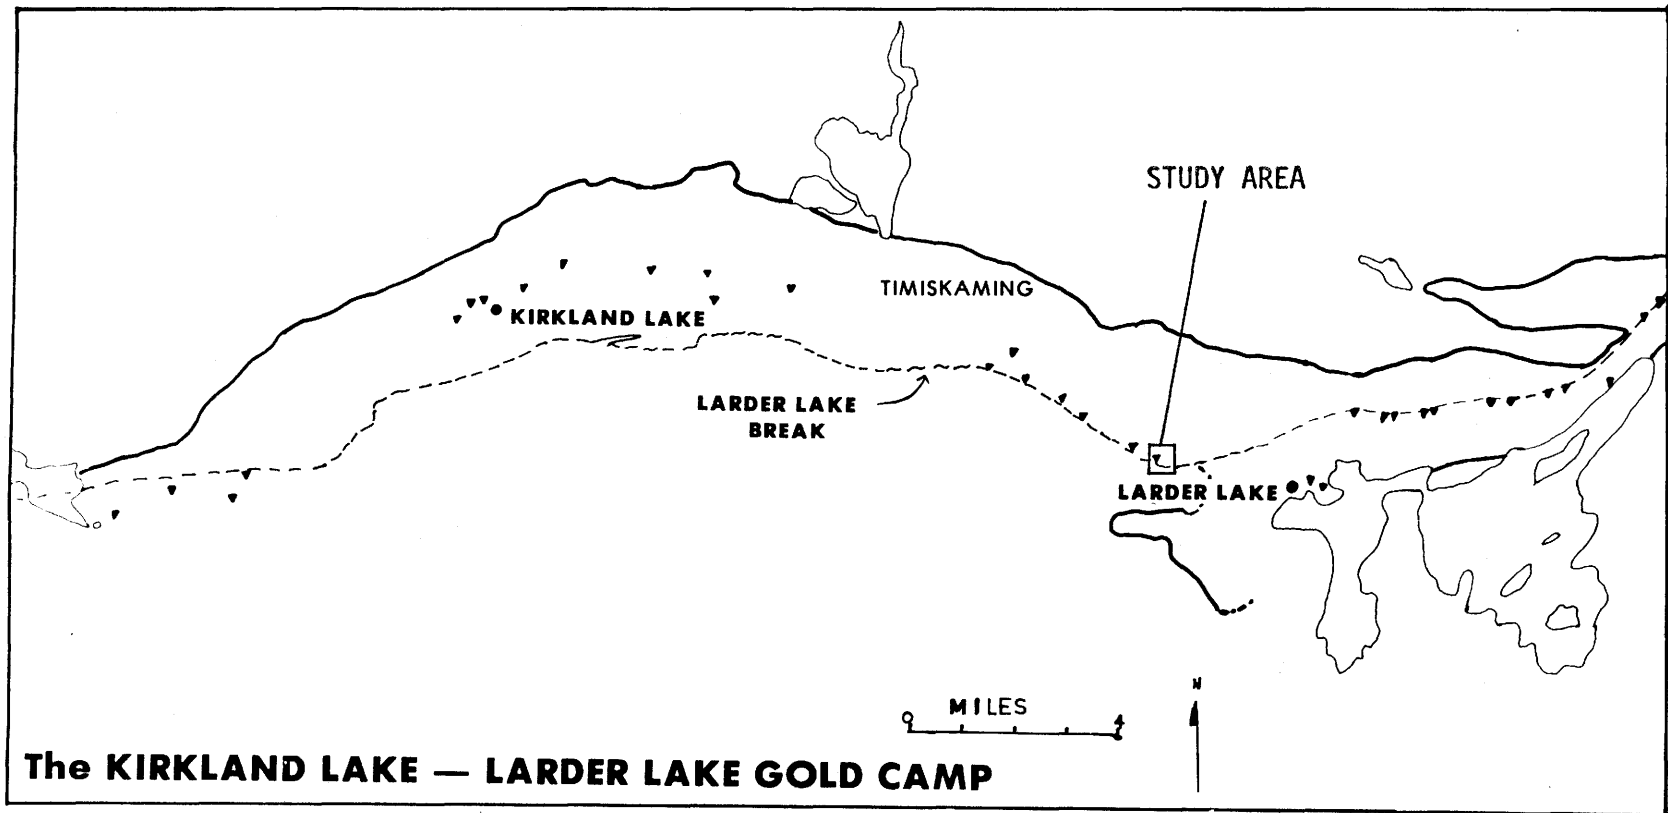 STUDY AREA
TIMISKAMING
KIRKLAND LAKE
LARDER LAKE
BREAK
LARDER LAKE
N
MILES
0 4
The KIRKLAND LAKE — LARDER LAKE GOLD CAMP